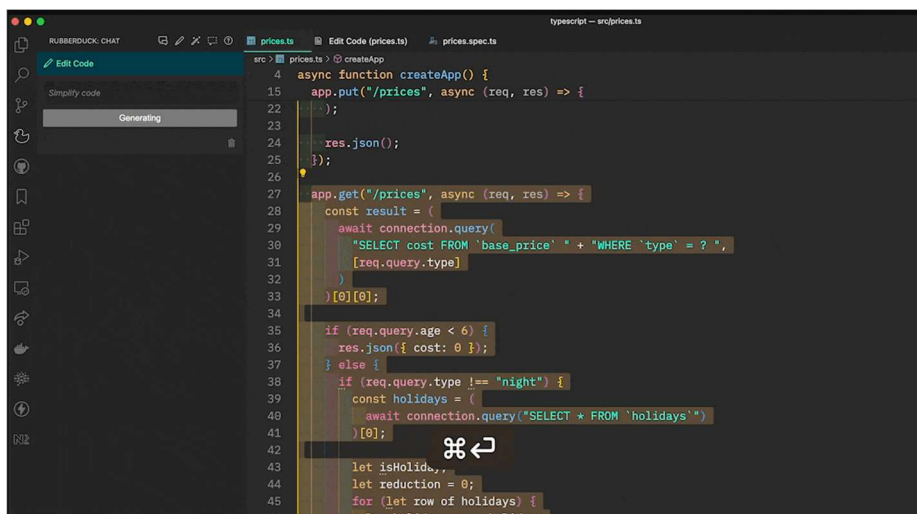 typescript — src/prices.ts
RUBBERDUCK: CHAT
prices.ts
Edit Code (prices.ts)
prices.spec.ts
Edit Code
Simplify code
Generating
src > prices.ts > createApp
4 async function createApp() {
15 app.put("/prices", async (req, res) => {
22 );
23
24 res.json();
25 });
26
27 app.get("/prices", async (req, res) => {
28 const result = (
29 await connection.query(
30 "SELECT cost FROM `base_price` " + "WHERE `type` = ? ",
31 [req.query.type]
32 )
33 )[0][0];
34
35 if (req.query.age < 6) {
36 res.json({ cost: 0 });
37 } else {
38 if (req.query.type !== "night") {
39 const holidays = (
40 await connection.query("SELECT * FROM `holidays`")
41 )[0];
42
⌘⏎
43 let isHoliday;
44 let reduction = 0;
45 for (let row of holidays) {